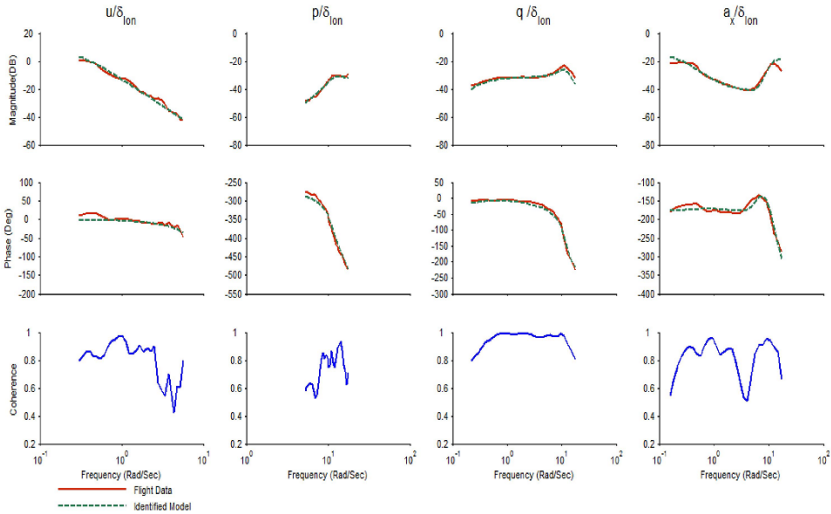 u/δlon p/δlon q /δlon ax/δlon
Magnitude(DB)
20 0 -20 -40 -60 -80
20 0 -20 -40 -60 -80
20 0 -20 -40 -60 -80
20 0 -20 -40 -60 -80
Phase (Deg)
100 50 0 -50 -100 -150 -200
-250 -300 -350 -400 -450 -500 -550
50 0 -50 -100 -150 -200 -250 -300
-100 -150 -200 -250 -300 -350 -400
Coherence
1 0.8 0.6 0.4 0.2
1 0.8 0.6 0.4 0.2
1 0.8 0.6 0.4 0.2
1 0.8 0.6 0.4 0.2
10-1 100 101
10-1 100 101 102
10-1 100 101 102
10-1 100 101 102
Frequency (Rad/Sec) Frequency (Rad/Sec) Frequency (Rad/Sec) Frequency (Rad/Sec)
Flight Data
Identified Model